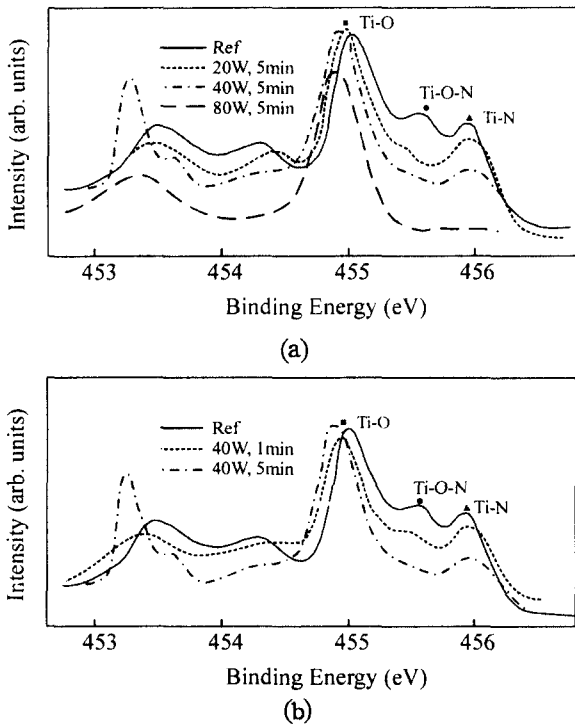 Intensity (arb. units)
Ref
20W, 5min
40W, 5min
80W, 5min
Ti-O
Ti-O-N
Ti-N
453 454 455 456
Binding Energy (eV)
(a)
Intensity (arb. units)
Ref
40W, 1min
40W, 5min
Ti-O
Ti-O-N
Ti-N
453 454 455 456
Binding Energy (eV)
(b)